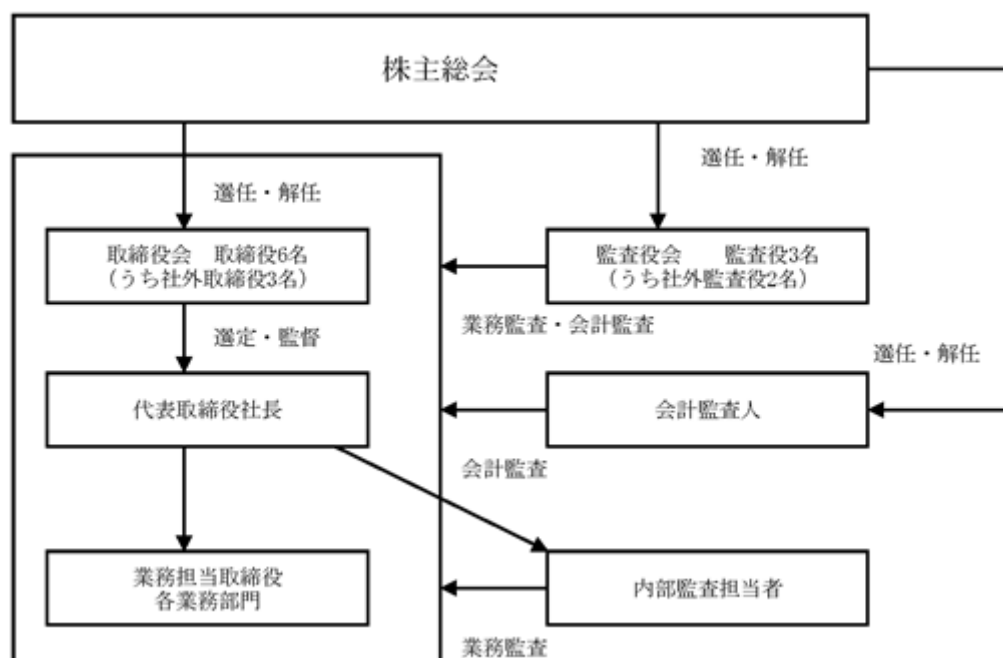 株主総会
選任・解任
選任・解任
取締役会　取締役6名
（うち社外取締役3名）
監査役会　　監査役3名
（うち社外監査役2名）
業務監査・会計監査
選定・監督
選任・解任
代表取締役社長
会計監査人
会計監査
業務担当取締役
各業務部門
内部監査担当者
業務監査